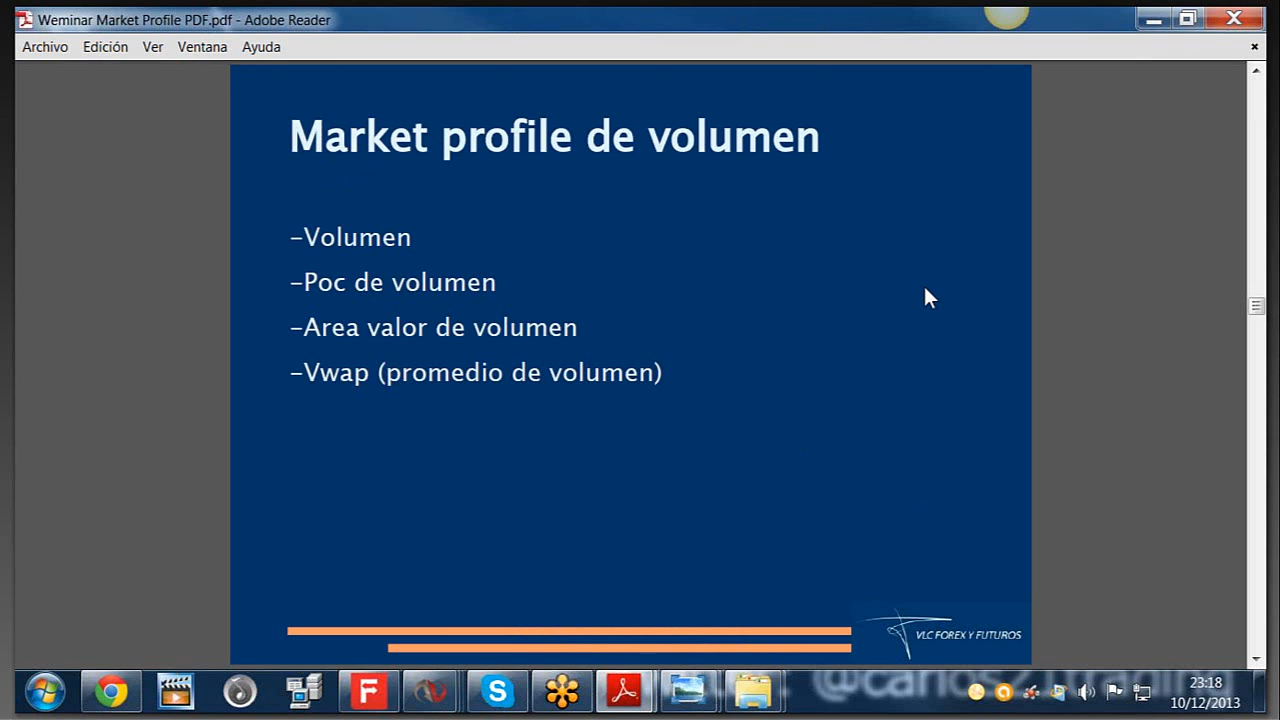 Weminar Market Profile PDF.pdf - Adobe Reader
Archivo Edición Ver Ventana Ayuda
Market profile de volumen
-Volumen
-Poc de volumen
-Area valor de volumen
-Vwap (promedio de volumen)
VLC FOREX Y FUTUROS
23:18
10/12/2013